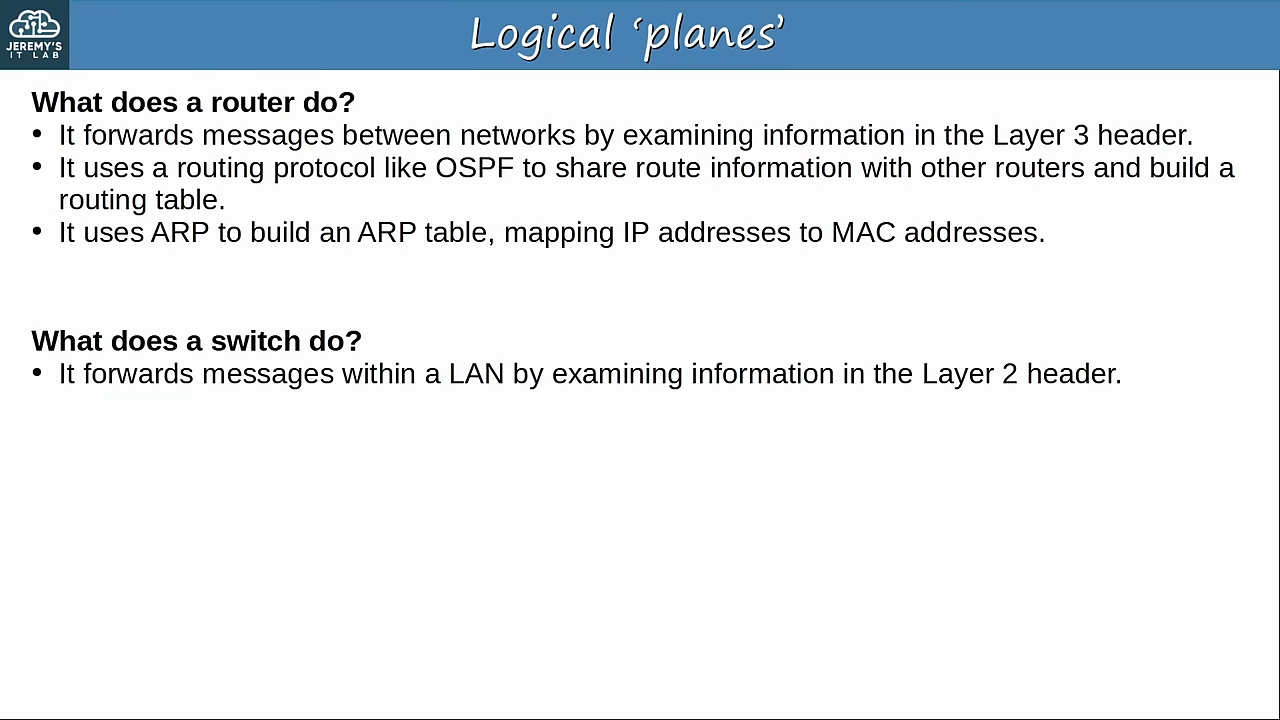 JEREMY'S
IT LAB
Logical ‘planes’
What does a router do?
• It forwards messages between networks by examining information in the Layer 3 header.
• It uses a routing protocol like OSPF to share route information with other routers and build a
routing table.
• It uses ARP to build an ARP table, mapping IP addresses to MAC addresses.
What does a switch do?
• It forwards messages within a LAN by examining information in the Layer 2 header.